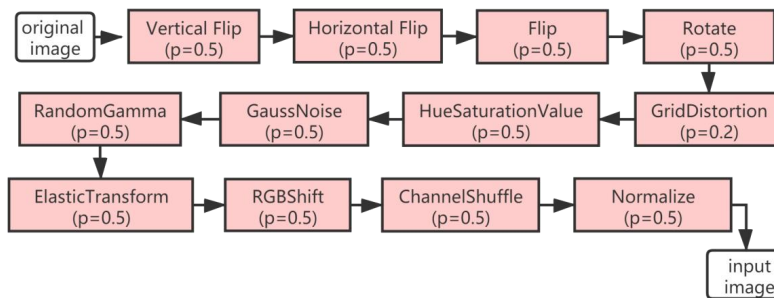 original
image
Vertical Flip
(p=0.5)
Horizontal Flip
(p=0.5)
Flip
(p=0.5)
Rotate
(p=0.5)
GridDistortion
(p=0.2)
HueSaturationValue
(p=0.5)
GaussNoise
(p=0.5)
RandomGamma
(p=0.5)
ElasticTransform
(p=0.5)
RGBShift
(p=0.5)
ChannelShuffle
(p=0.5)
Normalize
(p=0.5)
input
image